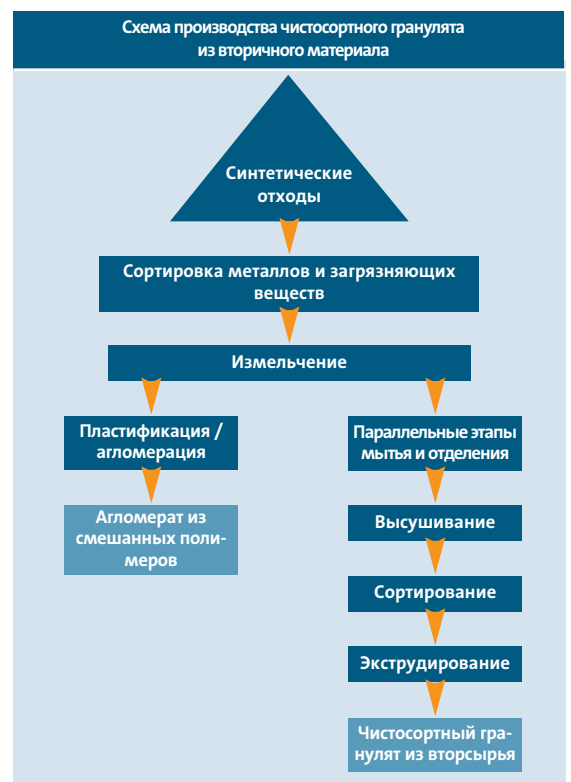 Схема производства чистосортного гранулята
из вторичного материала
Синтетические
отходы
Сортировка металлов и загрязняющих
веществ
Измельчение
Пластификация /
агломерация
Агломерат из
смешанных поли-
меров
Параллельные этапы
мытья и отделения
Высушивание
Сортирование
Экструдирование
Чистосортный гра-
нулят из вторсырья